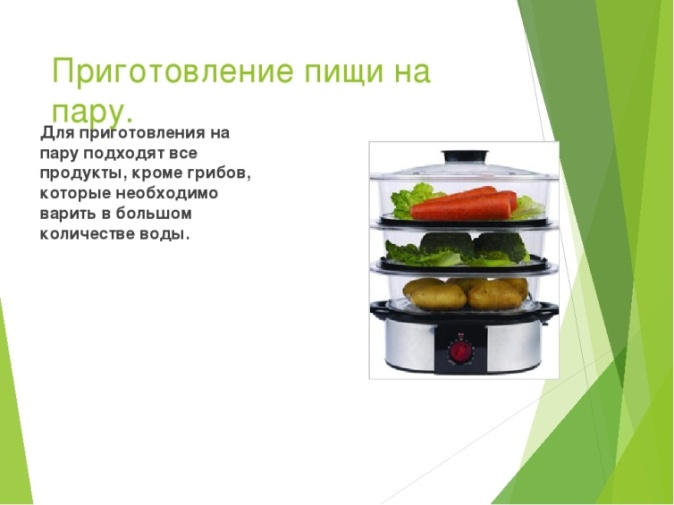 Приготовление пищи на
пару.
Для приготовления на
пару подходят все
продукты, кроме грибов,
которые необходимо
варить в большом
количестве воды.